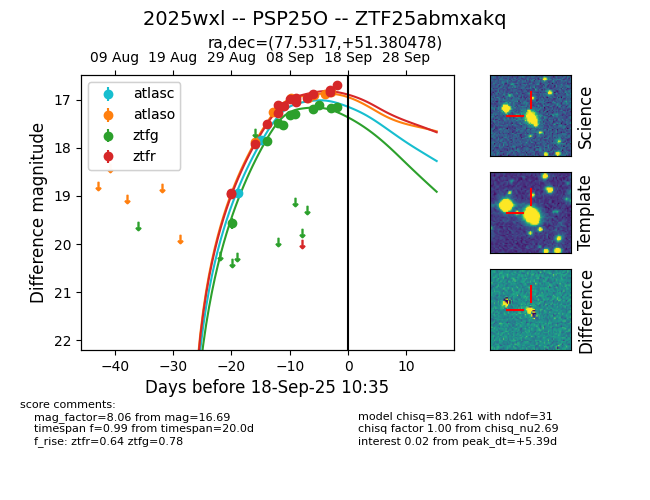 2025wxl -- PSP25O -- ZTF25abmxakq
ra,dec=(77.5317,+51.380478)
09 Aug 19 Aug 29 Aug 08 Sep 18 Sep 28 Sep
atlasc
atlaso
ztfg
ztfr
17
18
19
20
21
22
Difference magnitude
−40 −30 −20 −10 0 10
Days before 18-Sep-25 10:35
Science
Template
Difference
score comments:
mag_factor=8.06 from mag=16.69
timespan f=0.99 from timespan=20.0d
f_rise: ztfr=0.64 ztfg=0.78
model chisq=83.261 with ndof=31
chisq factor 1.00 from chisq_nu2.69
interest 0.02 from peak_dt=+5.39d